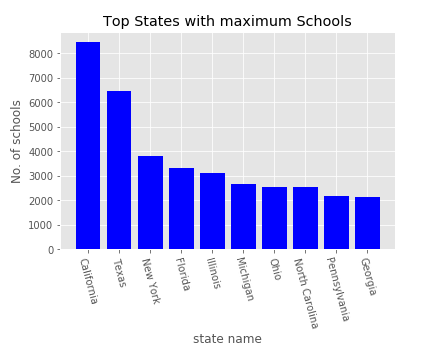 Top States with maximum Schools
No. of schools
8000
7000
6000
5000
4000
3000
2000
1000
0
California
Texas
New York
Florida
Illinois
Michigan
Ohio
North Carolina
Pennsylvania
Georgia
state name